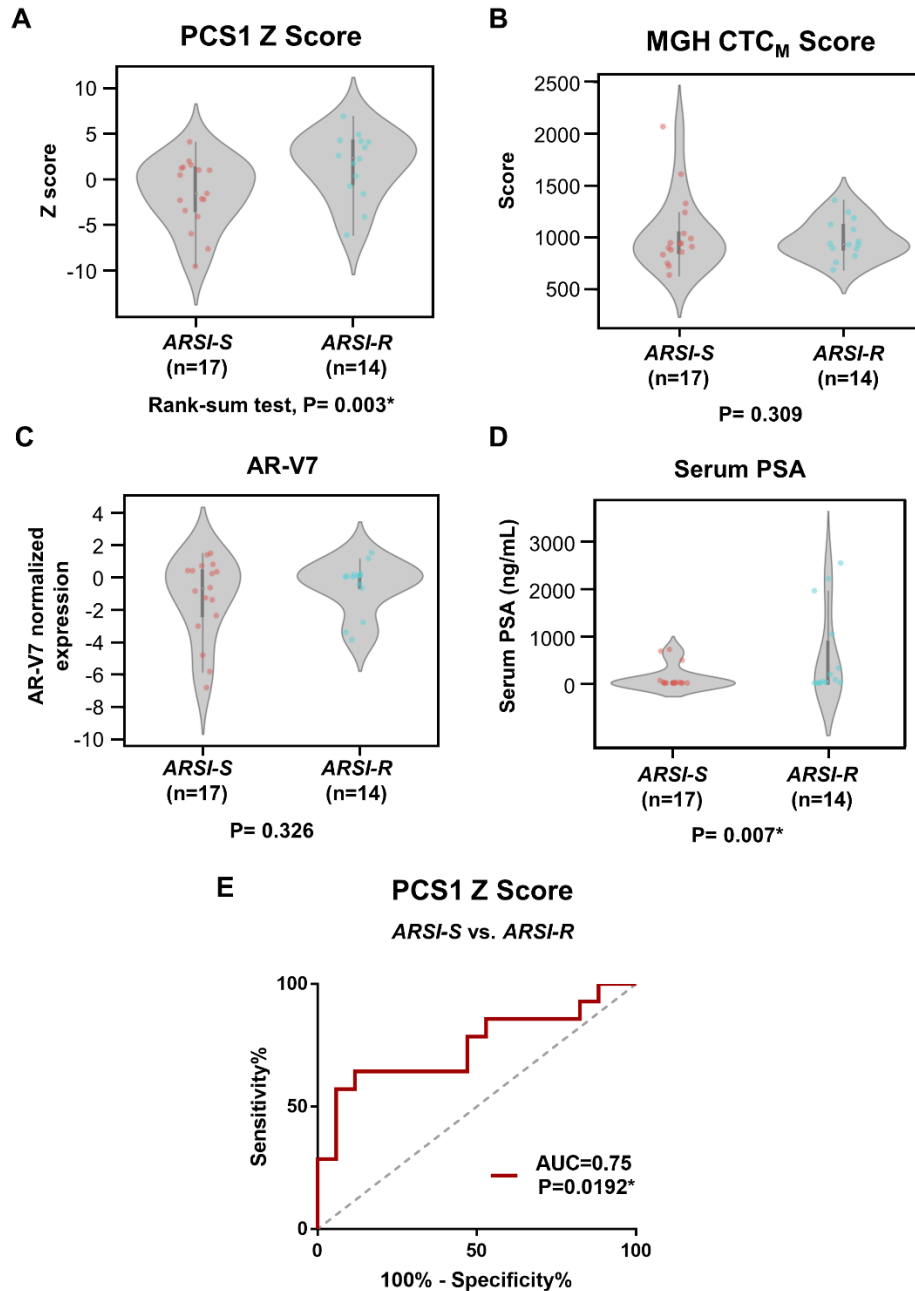 A
PCS1 Z Score
Z score
10
5
0
-5
-10
ARSI-S
(n=17)
ARSI-R
(n=14)
Rank-sum test, P= 0.003*
B
MGH CTCM Score
Score
2500
2000
1500
1000
500
ARSI-S
(n=17)
ARSI-R
(n=14)
P= 0.309
C
AR-V7
AR-V7 normalized
expression
4
2
0
-2
-4
-6
-8
-10
ARSI-S
(n=17)
ARSI-R
(n=14)
P= 0.326
D
Serum PSA
Serum PSA (ng/mL)
3000
2000
1000
0
ARSI-S
(n=17)
ARSI-R
(n=14)
P= 0.007*
E
PCS1 Z Score
ARSI-S vs. ARSI-R
Sensitivity%
100
50
0
AUC=0.75
P=0.0192*
0
50
100
100% - Specificity%